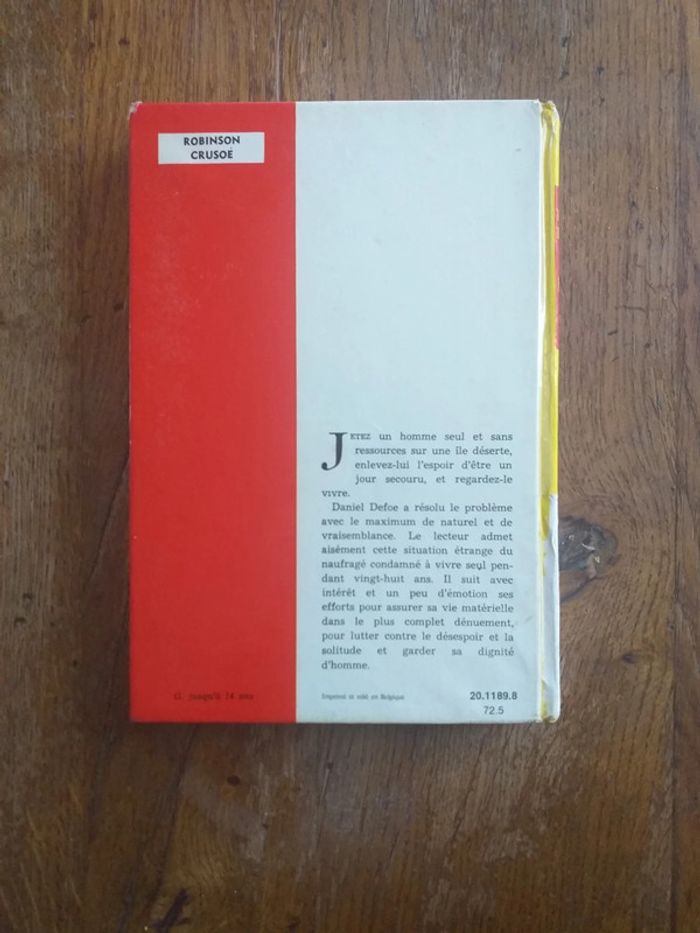 ROBINSON
CRUSOÉ
JETEZ un homme seul et sans
ressources sur une île déserte,
enlevez-lui l'espoir d'être un
jour secouru, et regardez-le
vivre.
Daniel Defoe a résolu le problème
avec le maximum de naturel et de
vraisemblance. Le lecteur admet
aisément cette situation étrange du
naufragé condamné à vivre seul pen-
dant vingt-huit ans. Il suit avec
intérêt et un peu d'émotion ses
efforts pour assurer sa vie matérielle
dans le plus complet dénuement,
pour lutter contre le désespoir et la
solitude et garder sa dignité
d'homme.
G. jusqu'à 14 ans
Imprimé et relié en Belgique
20.1189.8
72.5